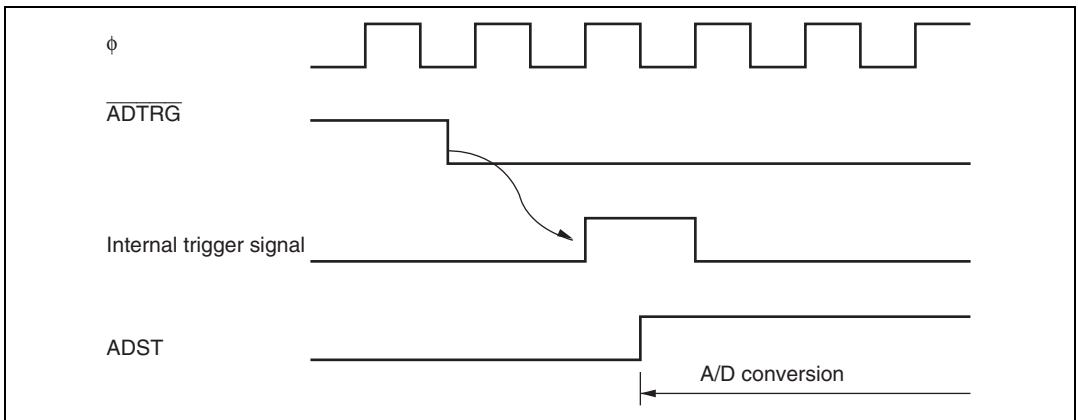 ϕ
ADTRG
Internal trigger signal
ADST
A/D conversion